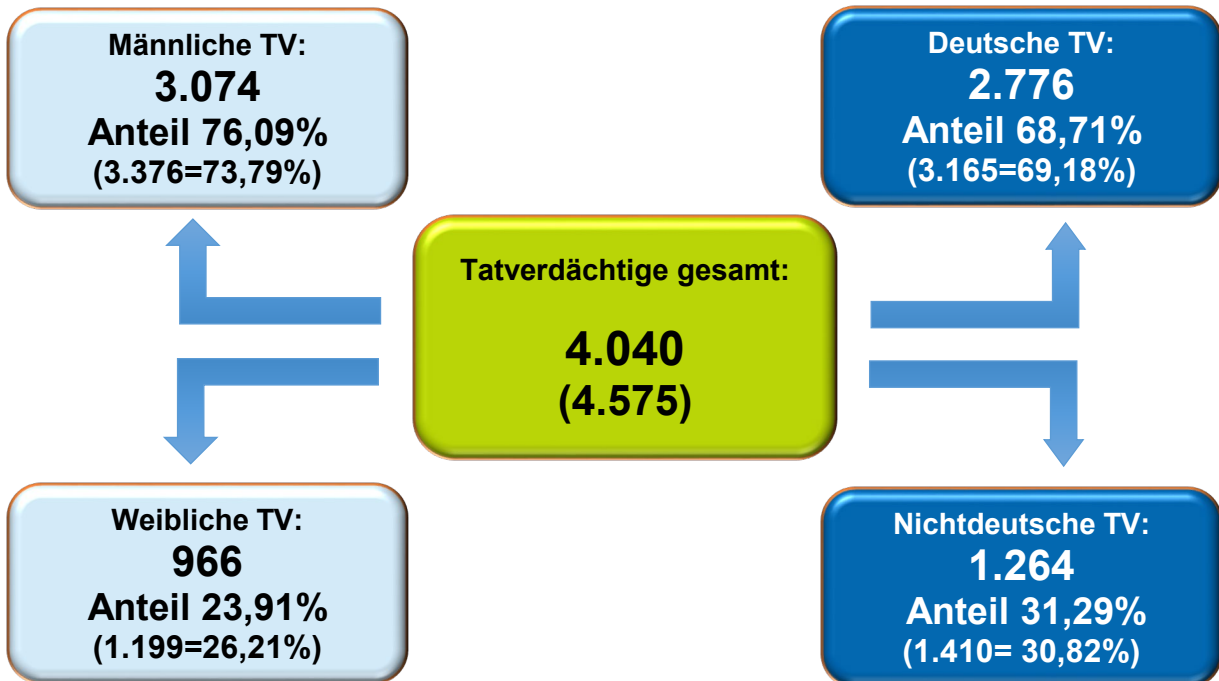 Männliche TV:
3.074
Anteil 76,09%
(3.376=73,79%)
Deutsche TV:
2.776
Anteil 68,71%
(3.165=69,18%)
Tatverdächtige gesamt:
4.040
(4.575)
Weibliche TV:
966
Anteil 23,91%
(1.199=26,21%)
Nichtdeutsche TV:
1.264
Anteil 31,29%
(1.410= 30,82%)